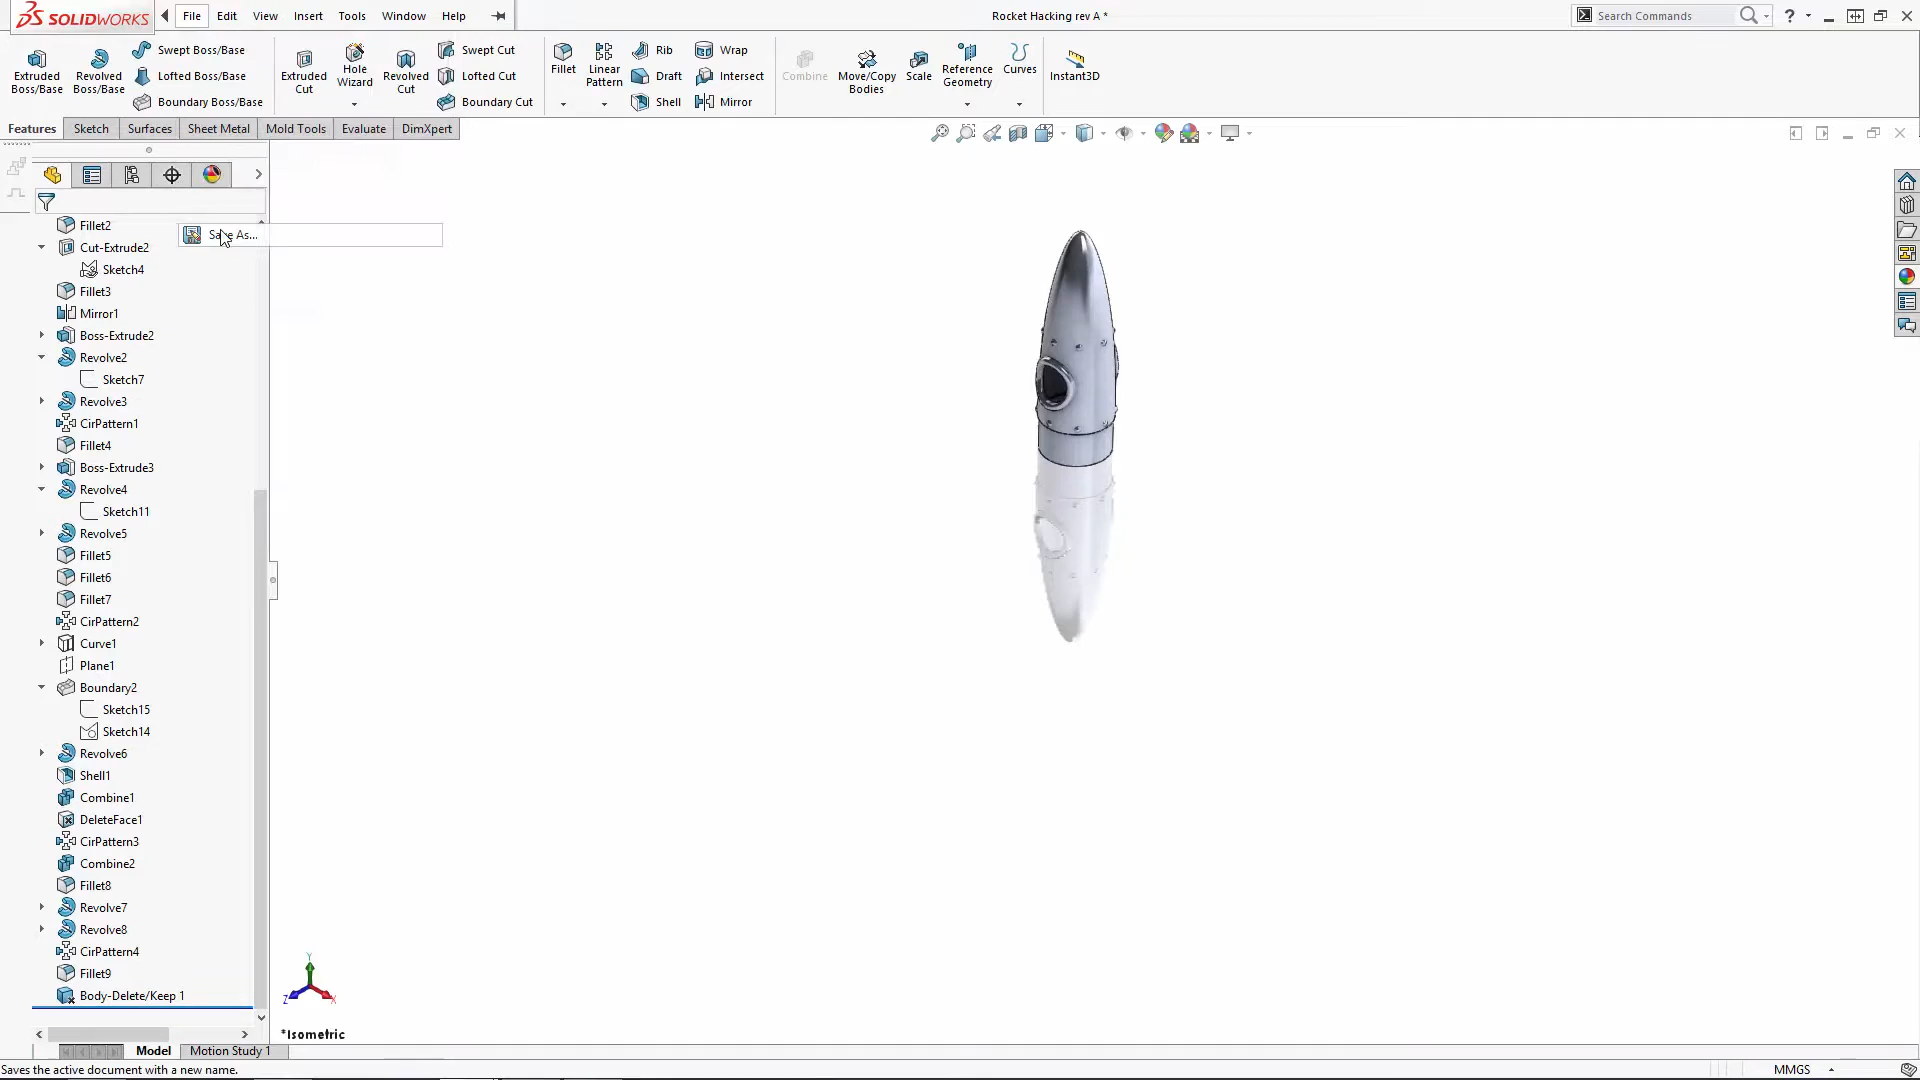 SOLIDWORKS File Edit View Insert Tools Window Help Rocket Hacking rev A * Search Commands ?
Extruded Boss/Base
Revolved Boss/Base
Swept Boss/Base
Lofted Boss/Base
Boundary Boss/Base
Extruded Cut
Hole Wizard
Revolved Cut
Swept Cut
Lofted Cut
Boundary Cut
Fillet
Linear Pattern
Rib
Draft
Shell
Wrap
Intersect
Mirror
Combine
Move/Copy Bodies
Scale
Reference Geometry
Curves
Instant3D
Features Sketch Surfaces Sheet Metal Mold Tools Evaluate DimXpert
Fillet2
Save As...
Cut-Extrude2
Sketch4
Fillet3
Mirror1
Boss-Extrude2
Revolve2
Sketch7
Revolve3
CirPattern1
Fillet4
Boss-Extrude3
Revolve4
Sketch11
Revolve5
Fillet5
Fillet6
Fillet7
CirPattern2
Curve1
Plane1
Boundary2
Sketch15
Sketch14
Revolve6
Shell1
Combine1
DeleteFace1
CirPattern3
Combine2
Fillet8
Revolve7
Revolve8
CirPattern4
Fillet9
Body-Delete/Keep 1
Y
Z X
*Isometric
Model Motion Study 1
Saves the active document with a new name. MMGS